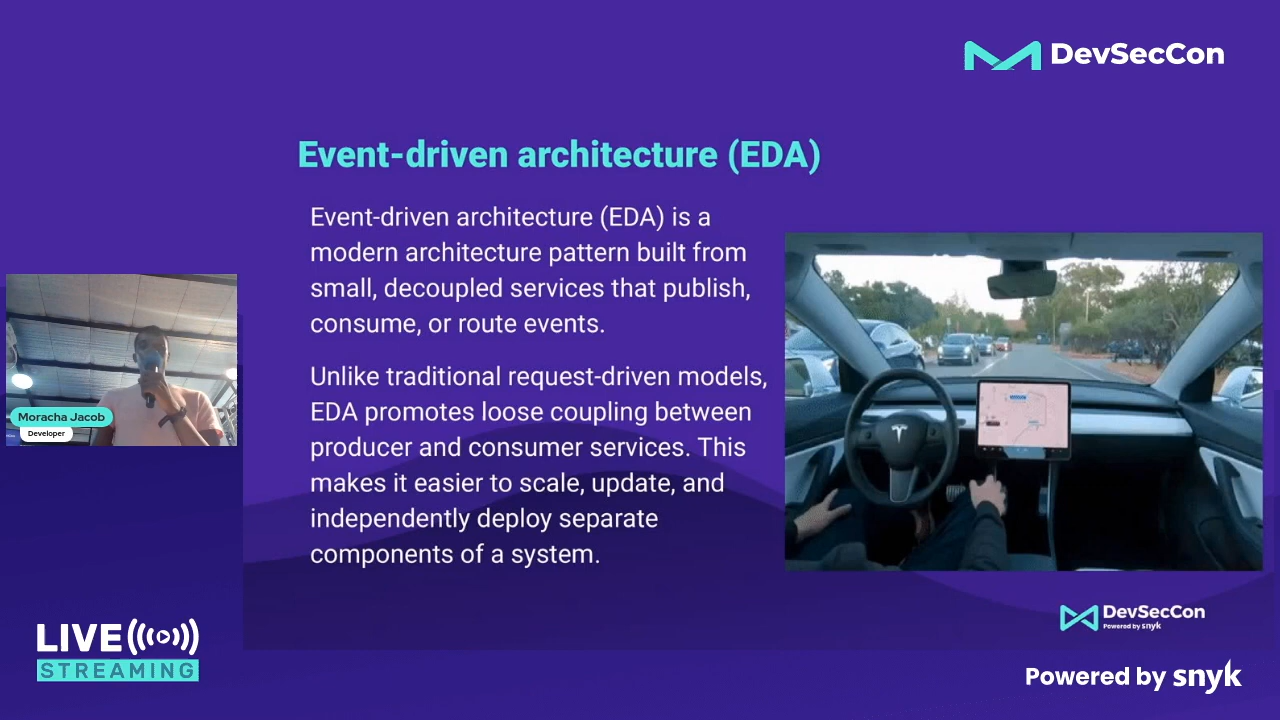 DevSecCon
Event-driven architecture (EDA)
Event-driven architecture (EDA) is a
modern architecture pattern built from
small, decoupled services that publish,
consume, or route events.
Unlike traditional request-driven models,
EDA promotes loose coupling between
producer and consumer services. This
makes it easier to scale, update, and
independently deploy separate
components of a system.
Moracha Jacob
Developer
LIVE
STREAMING
DevSecCon
Powered by snyk
Powered by snyk